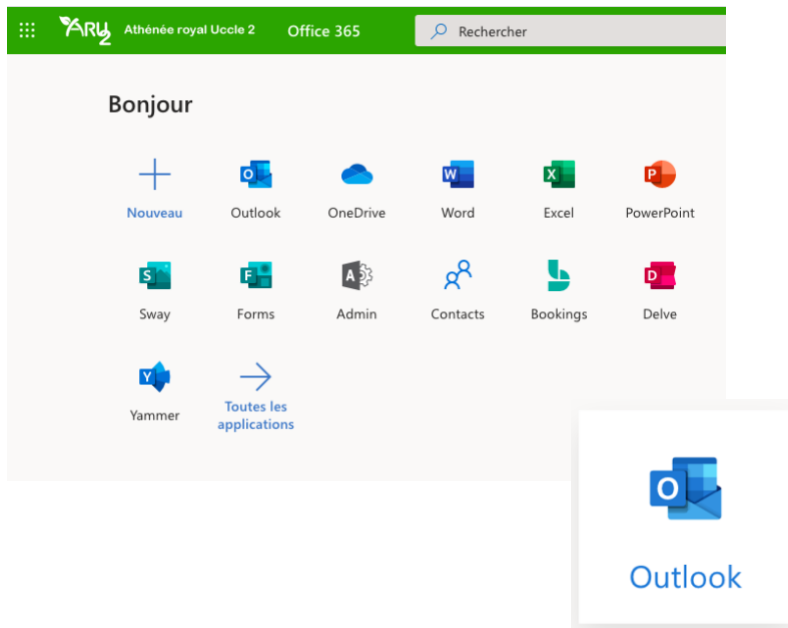 ARU2 Athénée royal Uccle 2 Office 365 Rechercher
Bonjour
Nouveau Outlook OneDrive Word Excel PowerPoint
Sway Forms Admin Contacts Bookings Delve
Yammer Toutes les
applications
Outlook